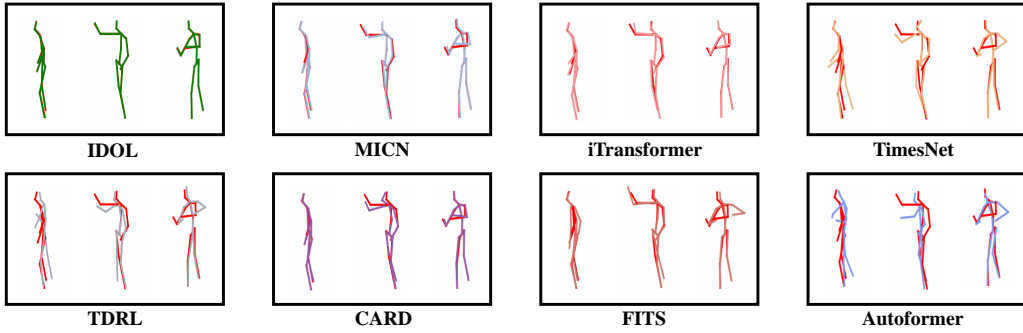 IDOL
MICN
iTransformer
TimesNet
TDRL
CARD
FITS
Autoformer